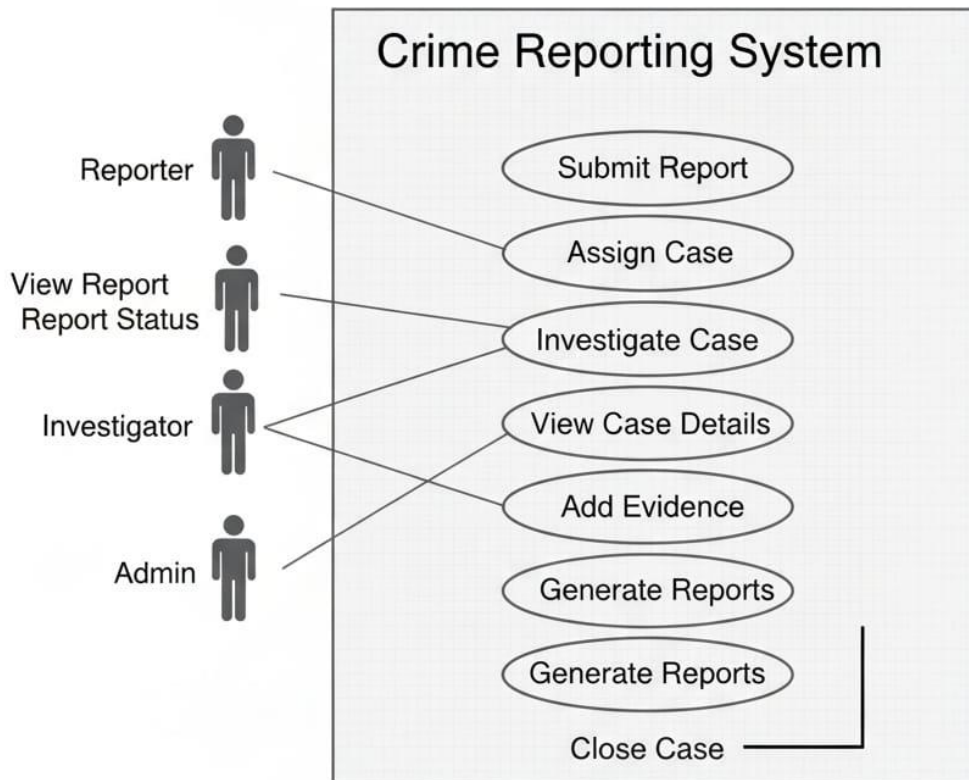 Crime Reporting System
Reporter
View Report
Report Status
Investigator
Admin
Submit Report
Assign Case
Investigate Case
View Case Details
Add Evidence
Generate Reports
Generate Reports
Close Case